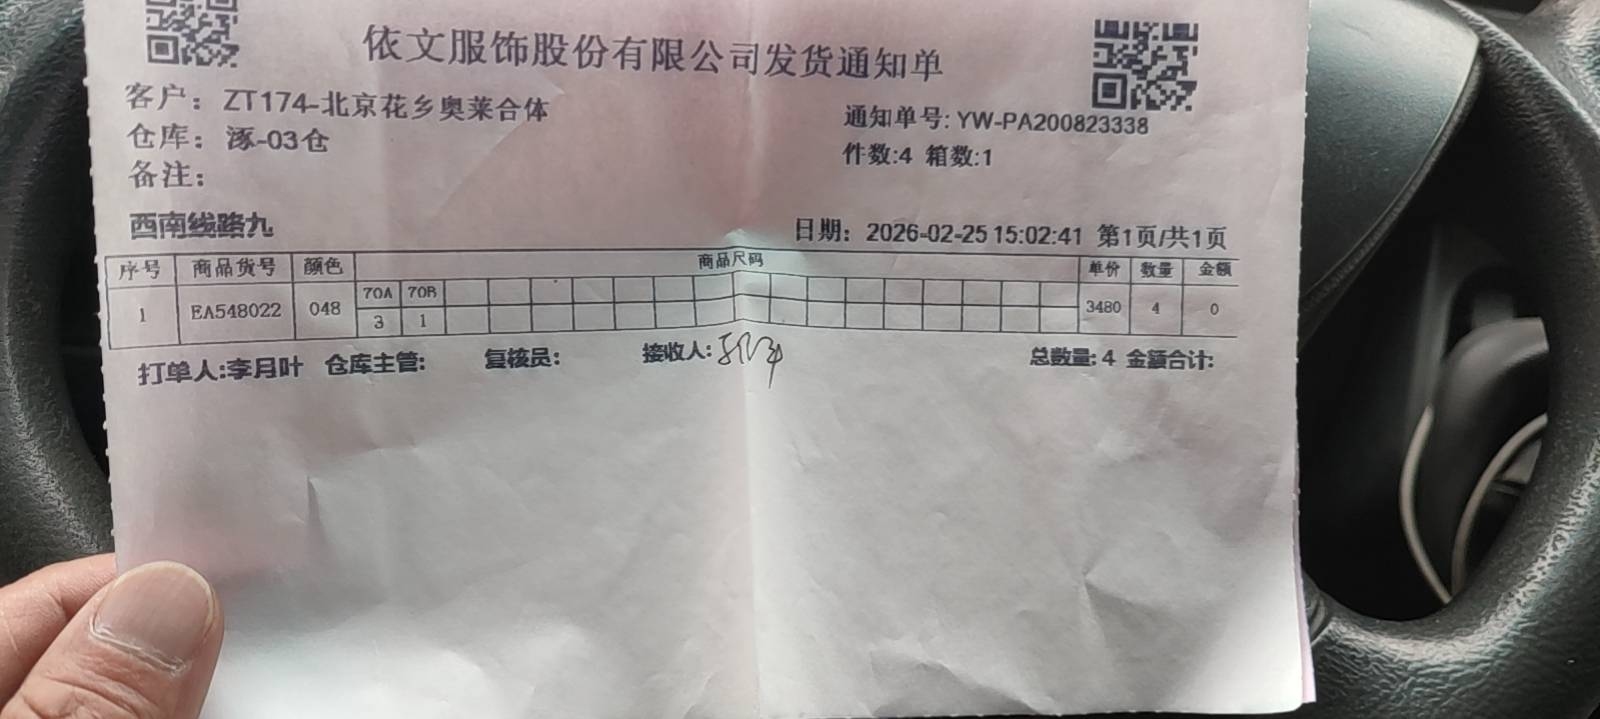 依文服饰股份有限公司发货通知单
客户：ZT174-北京花乡奥莱合体
通知单号: YW-PA200823338
仓库：涿-03仓
件数:4 箱数:1
备注：
西南线路九
日期：2026-02-25 15:02:41 第1页/共1页
序号 商品货号 颜色 商品尺码 单价 数量 金额
70A 70B
1 EA548022 048 3480 4 0
3 1
打单人:李月叶 仓库主管: 复核员: 接收人: 总数量: 4 金额合计: